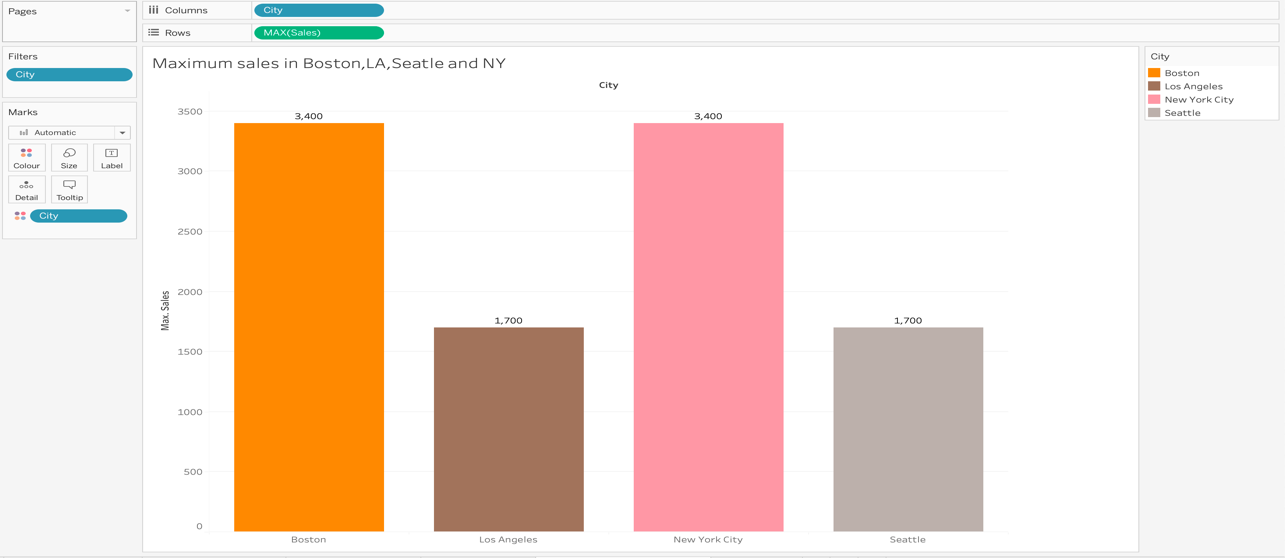 Pages
Columns
City
Rows
MAX(Sales)
Filters
City
Marks
Automatic
Colour
Size
Label
Detail
Tooltip
City
Maximum sales in Boston,LA,Seatle and NY
City
Max. Sales
3500
3000
2500
2000
1500
1000
500
0
3,400
1,700
3,400
1,700
Boston
Los Angeles
New York City
Seattle
City
Boston
Los Angeles
New York City
Seattle